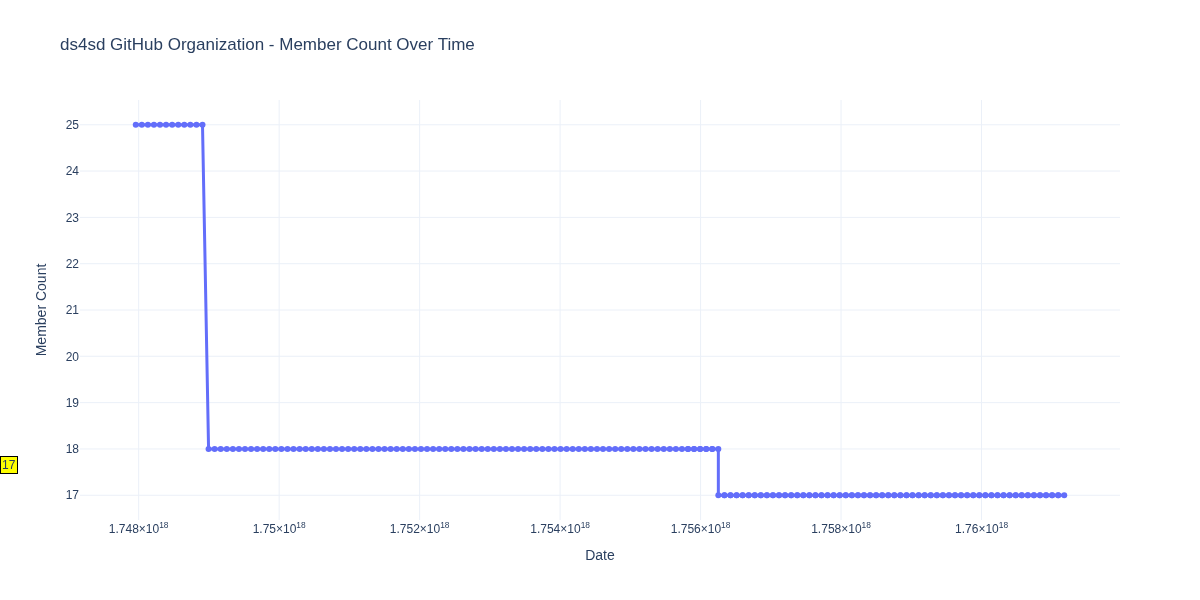 ds4sd GitHub Organization - Member Count Over Time
25
24
23
22
21
20
19
18
17
Member Count
17
1.748×10¹⁸ 1.75×10¹⁸ 1.752×10¹⁸ 1.754×10¹⁸ 1.756×10¹⁸ 1.758×10¹⁸ 1.76×10¹⁸
Date